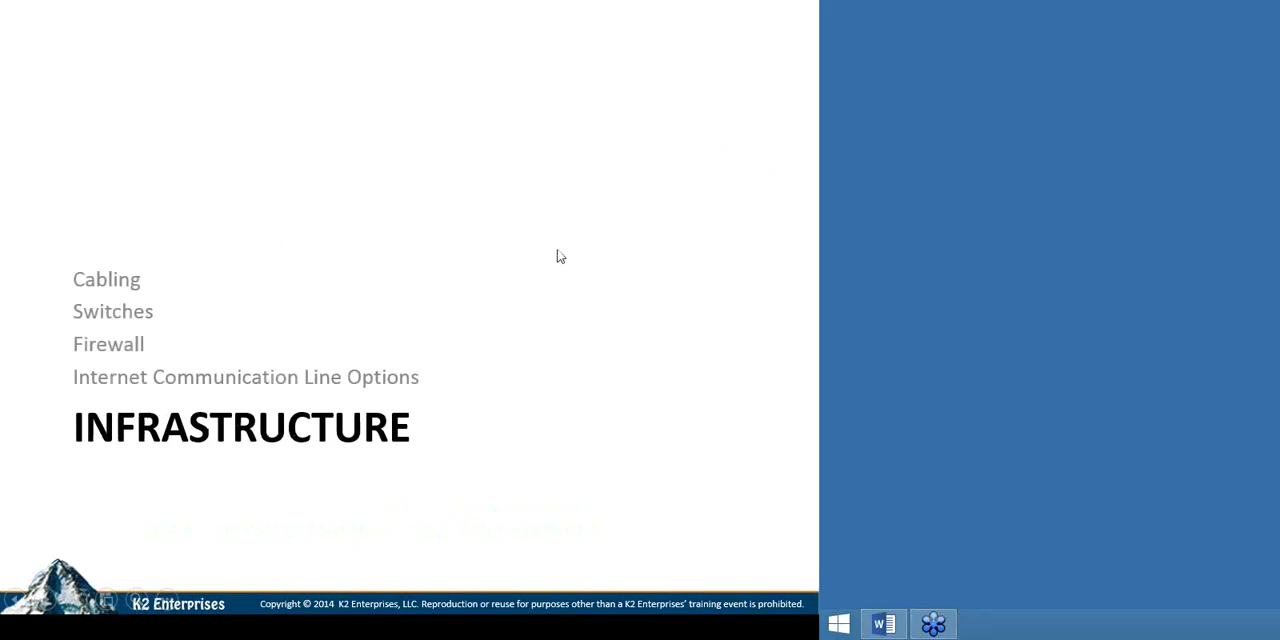 Cabling
Switches
Firewall
Internet Communication Line Options
INFRASTRUCTURE
K2 Enterprises
Copyright © 2014 K2 Enterprises, LLC. Reproduction or reuse for purposes other than a K2 Enterprises' training event is prohibited.
W